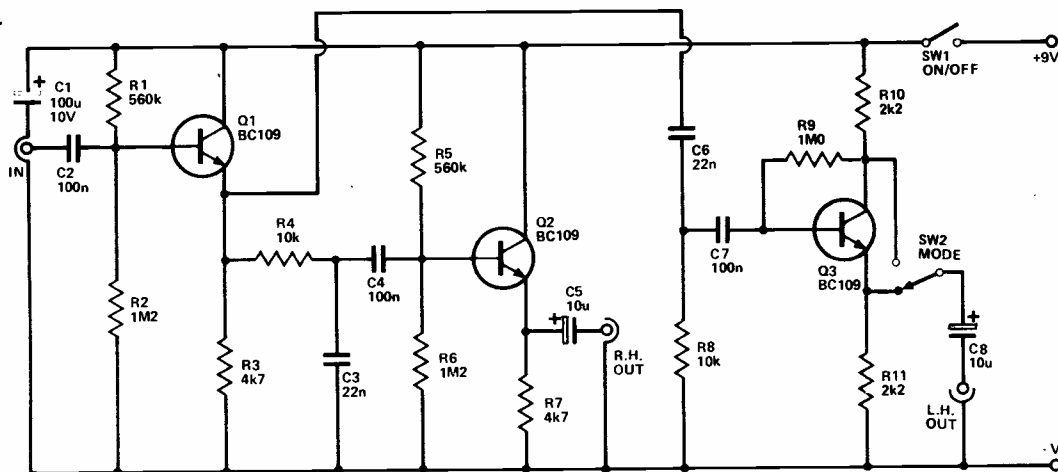 C1
100u
10V
+
IN
C2
100n
R1
560k
R2
1M2
Q1
BC109
R4
10k
R3
4k7
C3
22n
C4
100n
R5
560k
R6
1M2
Q2
BC109
C5
10u
+
R.H.
OUT
R7
4k7
C6
22n
R8
10k
C7
100n
R9
1M0
R10
2k2
Q3
BC109
R11
2k2
SW1
ON/OFF
+9V
SW2
MODE
+
C8
10u
L.H.
OUT
-V